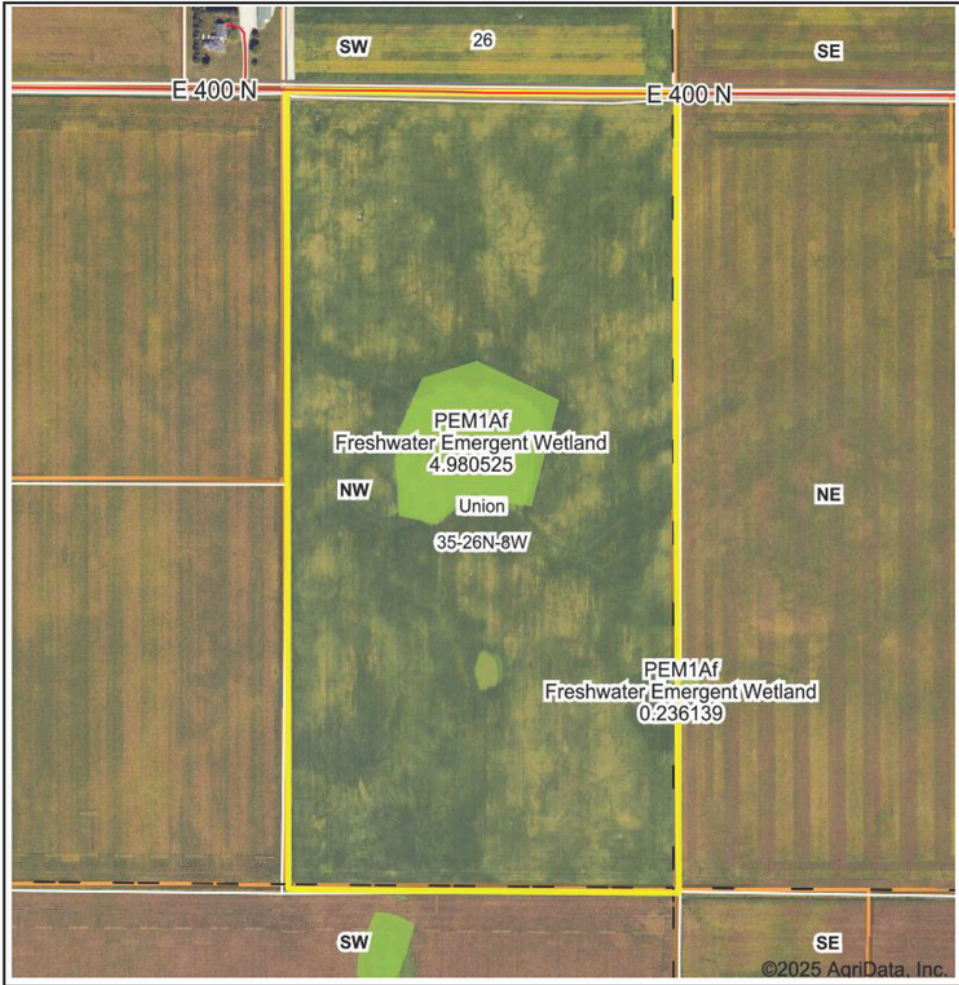 SW
26
SE
E 400 N
E 400 N
PEM1Af
Freshwater Emergent Wetland
4.980525
NW
Union
NE
35-26N-8W
PEM1Af
Freshwater Emergent Wetland
0.236139
SW
SE
©2025 AgriData, Inc.